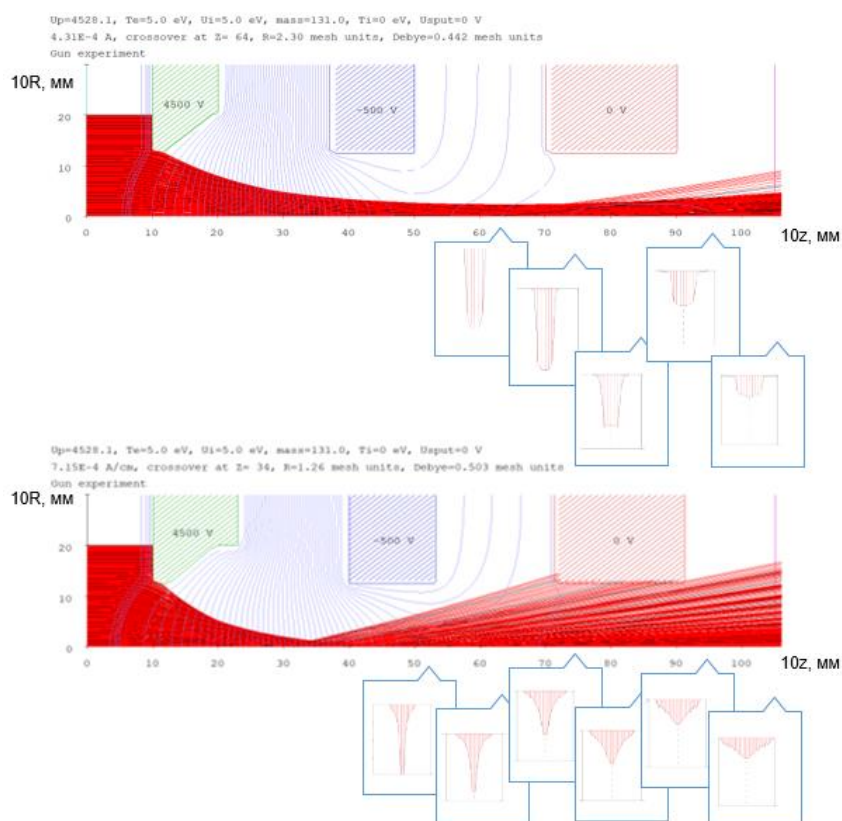 Up=4528.1, Te=5.0 eV, Ui=5.0 eV, mass=131.0, Ti=0 eV, Usput=0 V
4.31E-4 A, crossover at Z= 64, R=2.30 mesh units, Debye=0.442 mesh units
Gun experiment
10R, мм
4500 V
-500 V
0 V
20
10
0
0 10 20 30 40 50 60 70 80 90 100
10z, мм
Up=4528.1, Te=5.0 eV, Ui=5.0 eV, mass=131.0, Ti=0 eV, Usput=0 V
7.15E-4 A/cm, crossover at Z= 34, R=1.26 mesh units, Debye=0.503 mesh units
Gun experiment
10R, мм
4500 V
-500 V
0 V
20
10
0
0 10 20 30 40 50 60 70 80 90 100
10z, мм